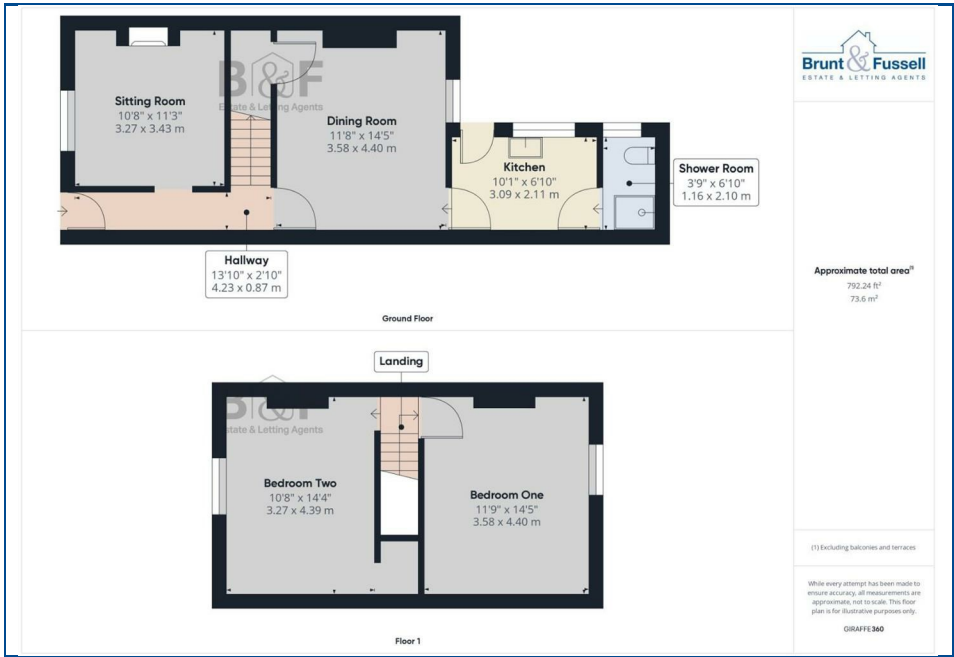 B&F
Estate & Letting Agents
Sitting Room
10'8" x 11'3"
3.27 x 3.43 m
Dining Room
11'8" x 14'5"
3.58 x 4.40 m
Kitchen
10'1" x 6'10"
3.09 x 2.11 m
Shower Room
3'9" x 6'10"
1.16 x 2.10 m
Hallway
13'10" x 2'10"
4.23 x 0.87 m
Ground Floor
Landing
B&F
Estate & Letting Agents
Bedroom Two
10'8" x 14'4"
3.27 x 4.39 m
Bedroom One
11'9" x 14'5"
3.58 x 4.40 m
Floor 1
Brunt & Fussell
ESTATE & LETTING AGENTS
Approximate total area(1)
792.24 ft²
73.6 m²
(1) Excluding balconies and terraces
While every attempt has been made to
ensure accuracy, all measurements are
approximate, not to scale. This floor
plan is for illustrative purposes only.
GIRAFFE360